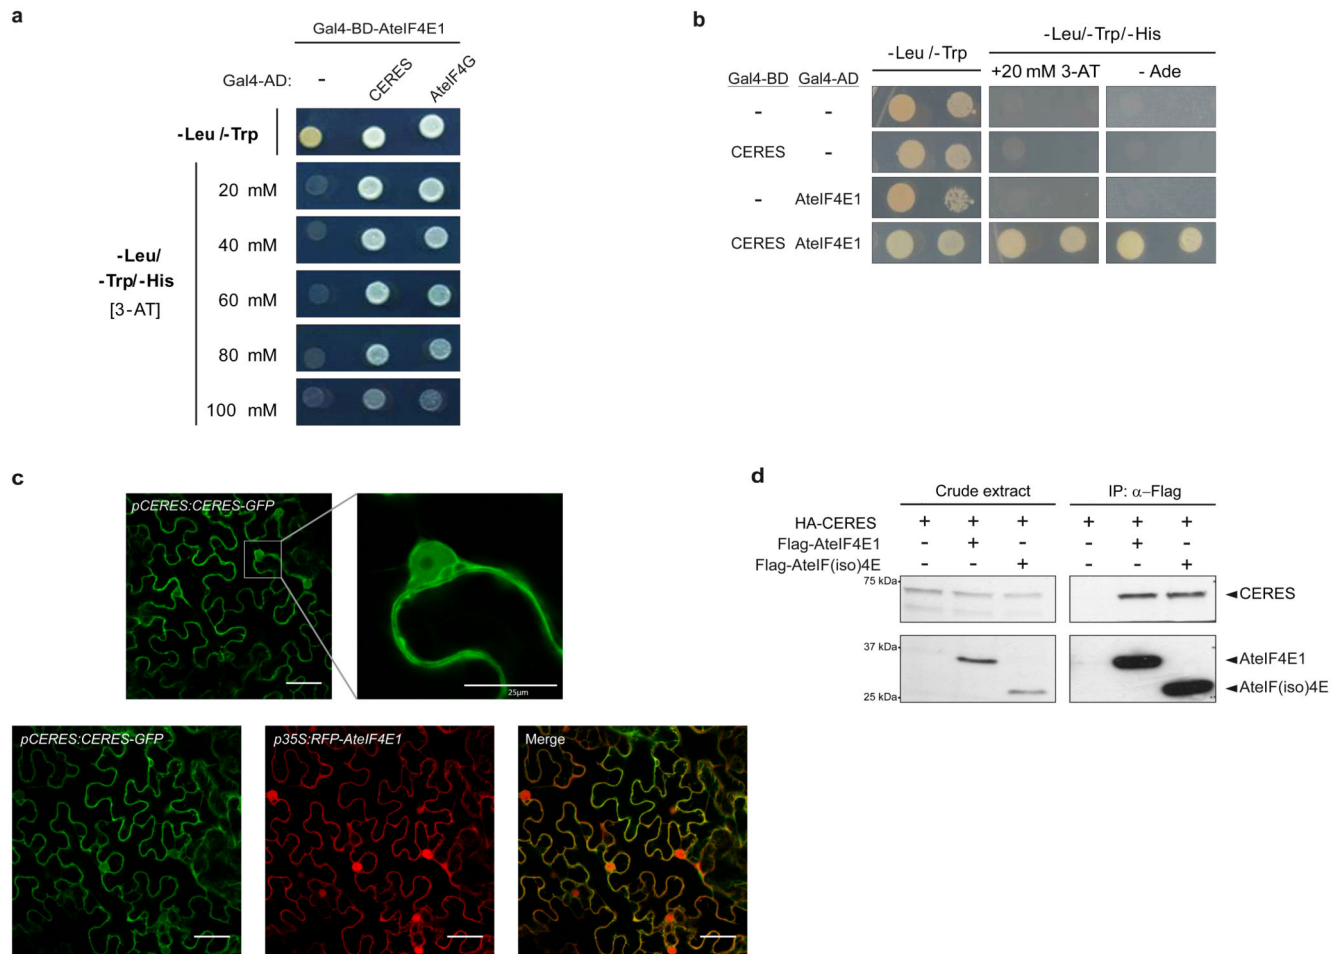 a
Gal4-BD-AteIF4E1
Gal4-AD: - CERES AteIF4G
-Leu /-Trp
20 mM
40 mM
-Leu/
-Trp/-His
60 mM
[3-AT]
80 mM
100 mM
b
-Leu/-Trp/-His
-Leu /-Trp
+20 mM 3-AT - Ade
Gal4-BD Gal4-AD
- -
CERES -
- AteIF4E1
CERES AteIF4E1
c
pCERES:CERES-GFP
25µm
pCERES:CERES-GFP
p35S:RFP-AteIF4E1
Merge
d
Crude extract IP: α–Flag
HA-CERES + + + + + +
Flag-AteIF4E1 - + - - + -
Flag-AteIF(iso)4E - - + - - +
75 kDa
CERES
37 kDa
AteIF4E1
AteIF(iso)4E
25 kDa